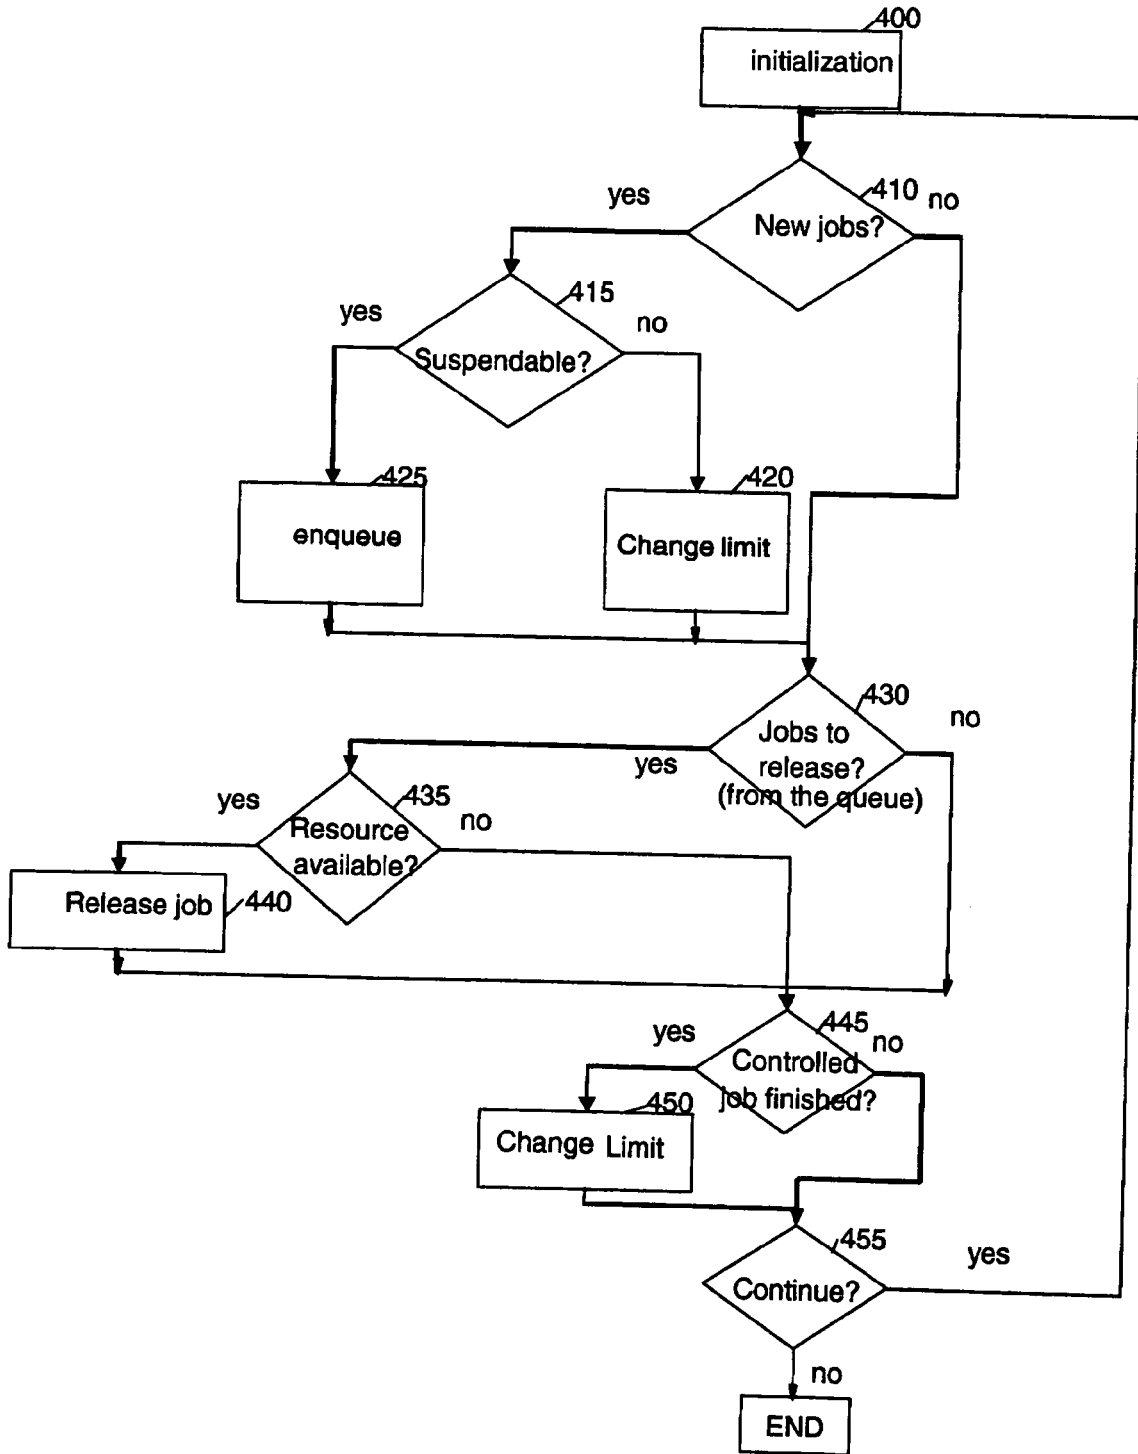 400
initialization
410
yes
no
New jobs?
415
yes
no
Suspendable?
425
420
enqueue
Change limit
430
no
Jobs to
release?
(from the queue)
yes
435
yes
no
Resource
available?
Release job
440
445
yes
no
Controlled
job finished?
450
Change Limit
455
yes
Continue?
no
END